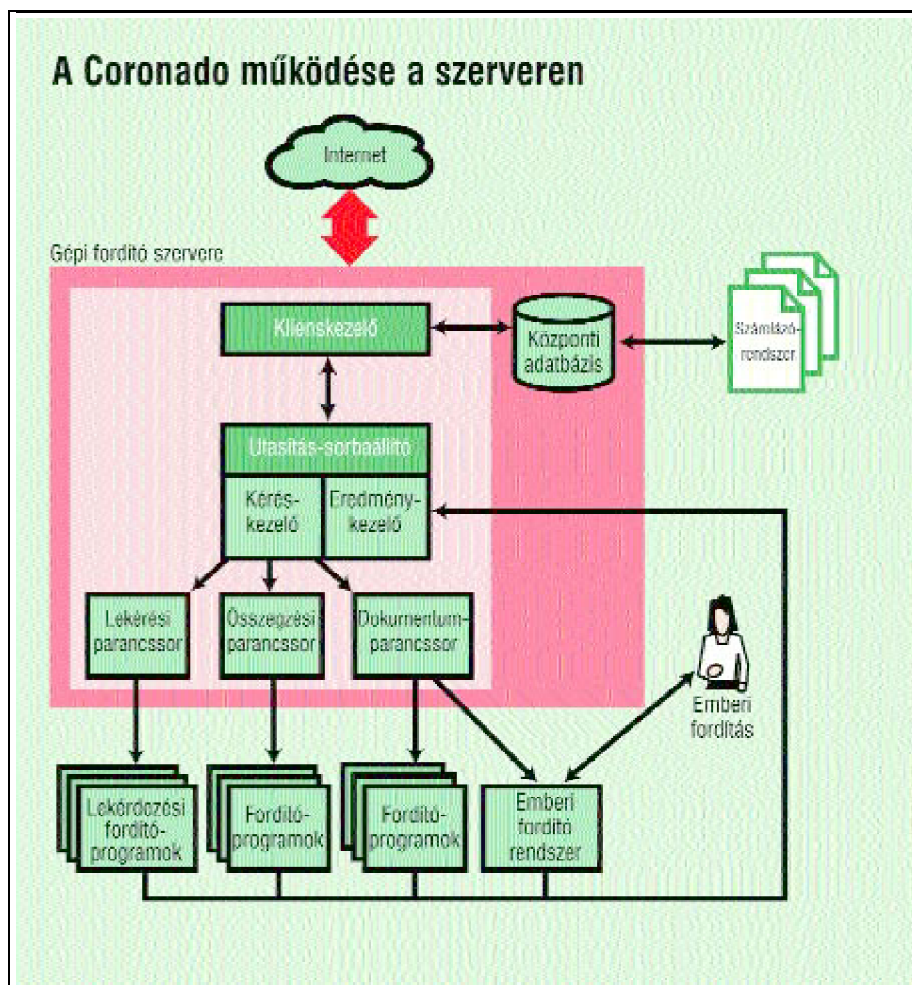 A Coronado működése a szerveren
Internet
Gépi fordító szervere
Klienskezelő
Központi
adatbázis
Számlázó-
rendszer
Utasítás-sorbaállító
Kérés-
kezelő
Eredmény-
kezelő
Lekérési
parancssor
Összegzési
parancssor
Dokumentum-
parancssor
Emberi
fordítás
Lekérdezési
fordító-
programok
Fordító-
programok
Fordító-
programok
Emberi
fordító
rendszer